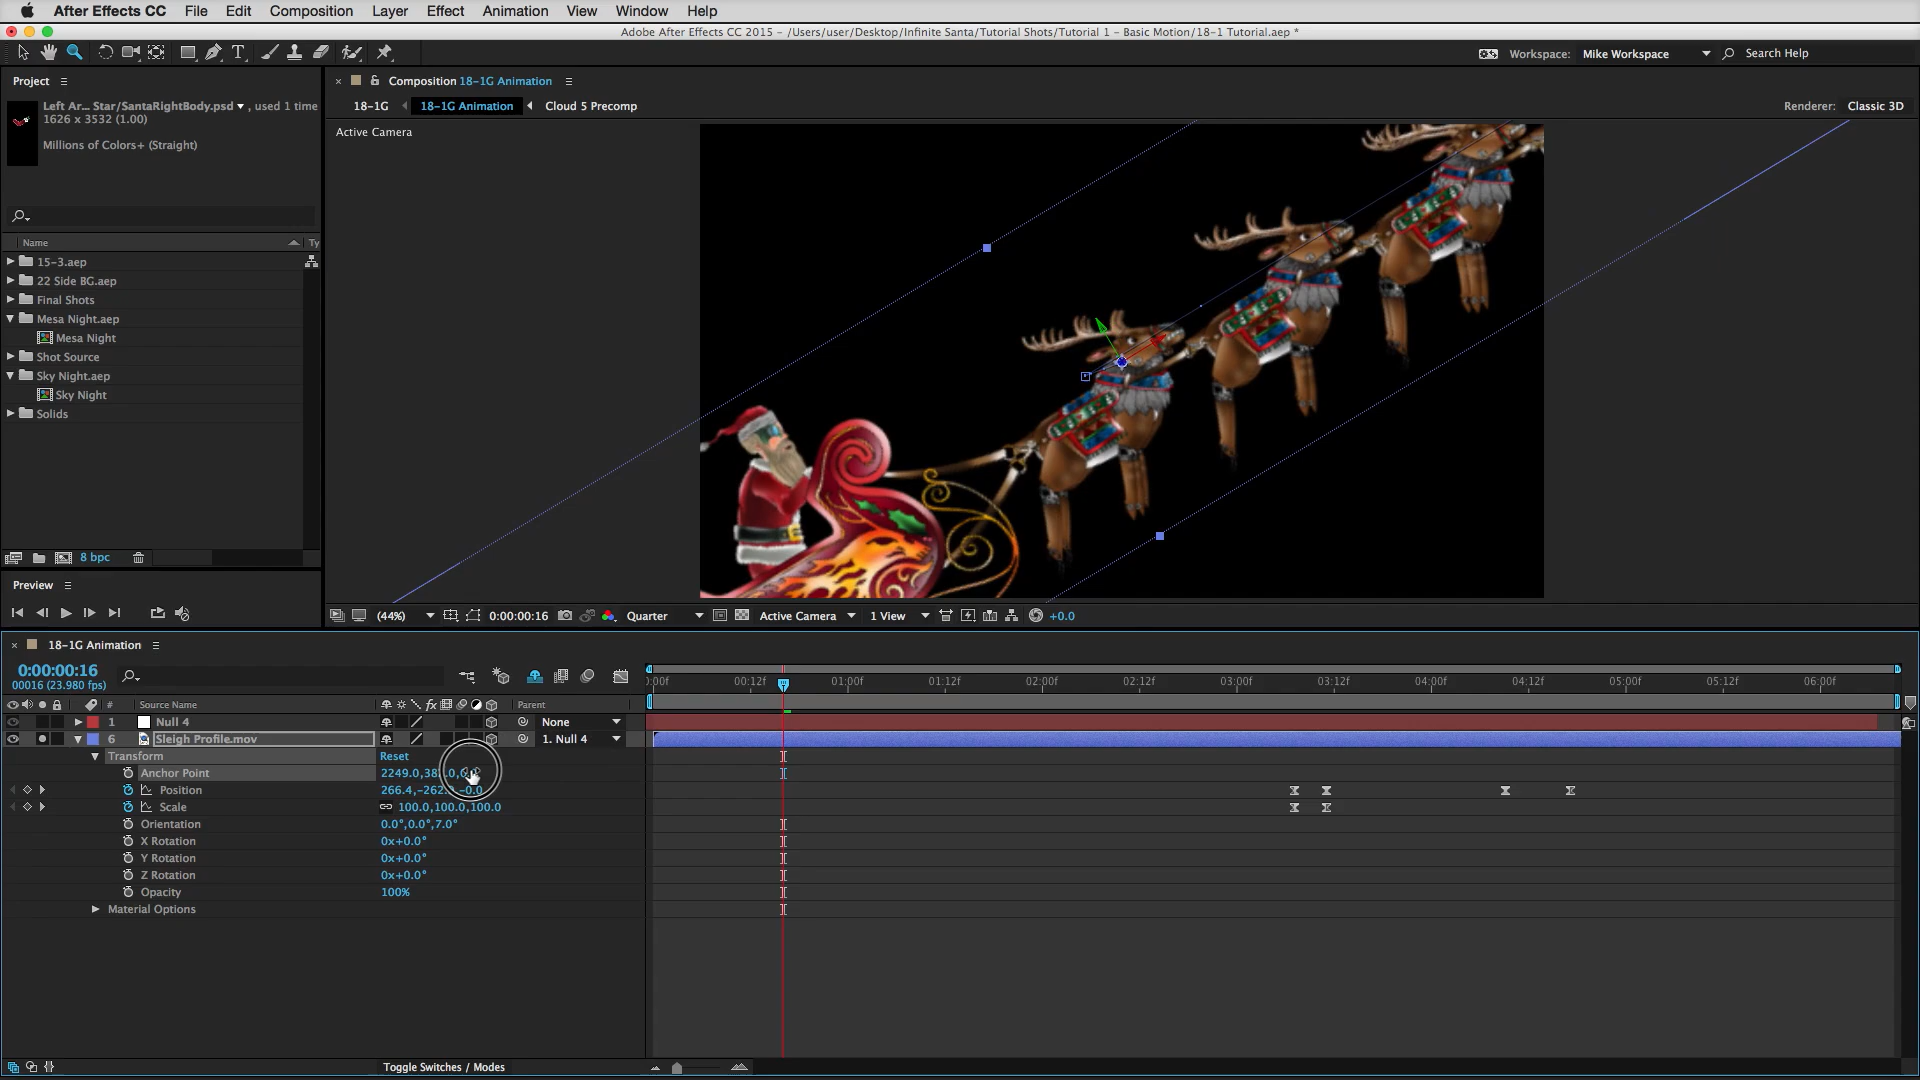 After Effects CC File Edit Composition Layer Effect Animation View Window Help
Adobe After Effects CC 2015 - /Users/user/Desktop/Infinite Santa/Tutorial Shots/Tutorial 1 - Basic Motion/18-1 Tutorial.aep *
Workspace: Mike Workspace Search Help
Project
Left Ar... Star/SantaRightBody.psd ▼, used 1 time
1626 x 3532 (1.00)
Millions of Colors+ (Straight)
Name Ty
15-3.aep
22 Side BG.aep
Final Shots
Mesa Night.aep
Mesa Night
Shot Source
Sky Night.aep
Sky Night
Solids
8 bpc
Preview
Composition 18-1G Animation
18-1G 18-1G Animation Cloud 5 Precomp
Renderer: Classic 3D
Active Camera
(44%) 0:00:00:16 Quarter Active Camera 1 View +0.0
18-1G Animation
0:00:00:16
00016 (23.980 fps)
):00f 00:12f 01:00f 01:12f 02:00f 02:12f 03:00f 03:12f 04:00f 04:12f 05:00f 05:12f 06:00f
# Source Name fx Parent
1 Null 4 None
6 Sleigh Profile.mov 1. Null 4
Transform Reset
Anchor Point 2249.0
Position 266.4,-262
Scale 100.0,100.0,100.0
Orientation 0.0°,0.0°,7.0°
X Rotation 0x+0.0°
Y Rotation 0x+0.0°
Z Rotation 0x+0.0°
Opacity 100%
Material Options
Toggle Switches / Modes